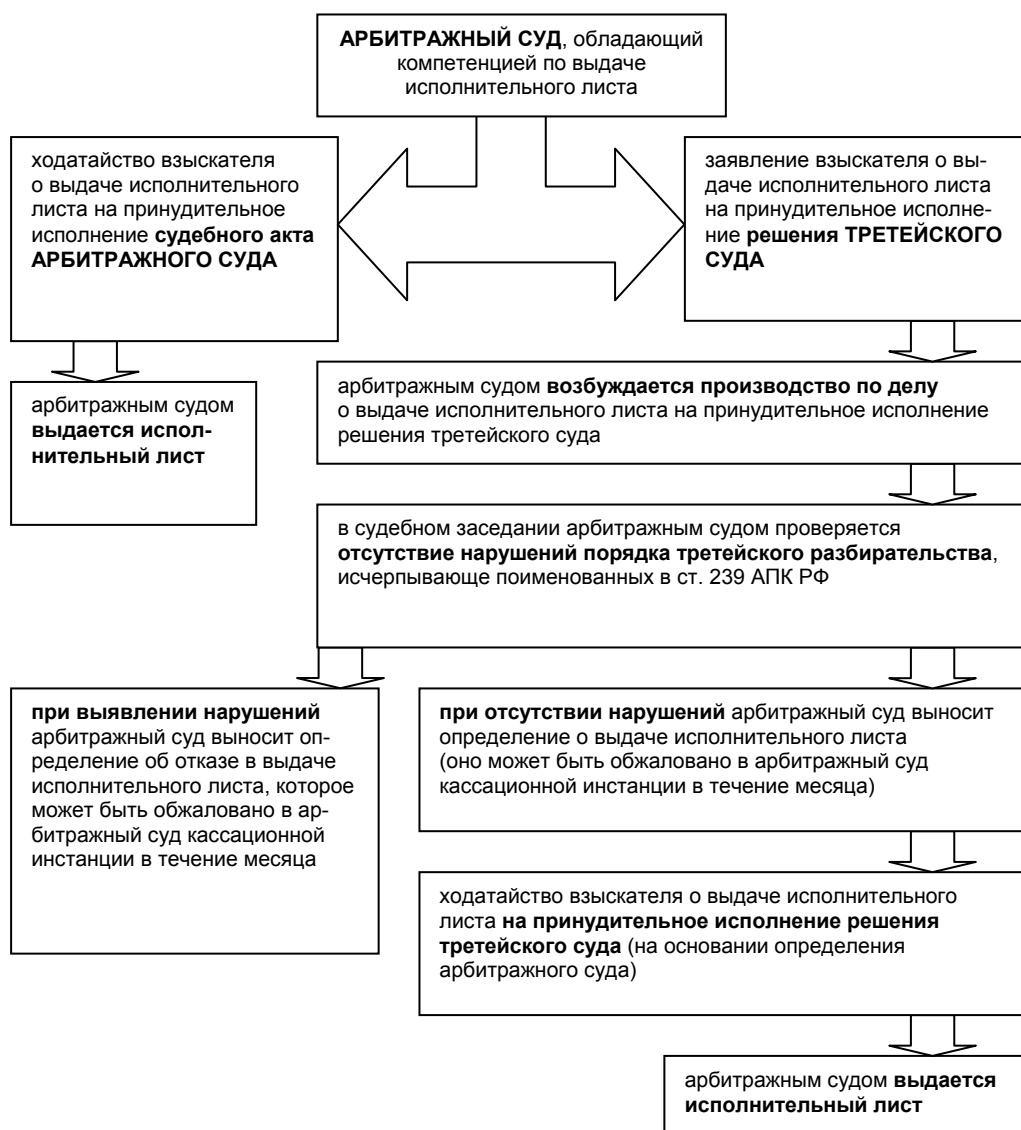 АРБИТРАЖНЫЙ СУД, обладающий
компетенцией по выдаче
исполнительного листа
ходатайство взыскателя
о выдаче исполнительного
листа на принудительное
исполнение судебного акта
АРБИТРАЖНОГО СУДА
заявление взыскателя о вы-
даче исполнительного листа
на принудительное исполне-
ние решения ТРЕТЕЙСКОГО
СУДА
арбитражным судом
выдается испол-
нительный лист
арбитражным судом возбуждается производство по делу
о выдаче исполнительного листа на принудительное исполнение
решения третейского суда
в судебном заседании арбитражным судом проверяется
отсутствие нарушений порядка третейского разбирательства,
исчерпывающе поименованных в ст. 239 АПК РФ
при выявлении нарушений
арбитражный суд выносит оп-
ределение об отказе в выдаче
исполнительного листа, которое
может быть обжаловано в ар-
битражный суд кассационной
инстанции в течение месяца
при отсутствии нарушений арбитражный суд выносит
определение о выдаче исполнительного листа
(оно может быть обжаловано в арбитражный суд
кассационной инстанции в течение месяца)
ходатайство взыскателя о выдаче исполнительного
листа на принудительное исполнение решения
третейского суда (на основании определения
арбитражного суда)
арбитражным судом выдается
исполнительный лист